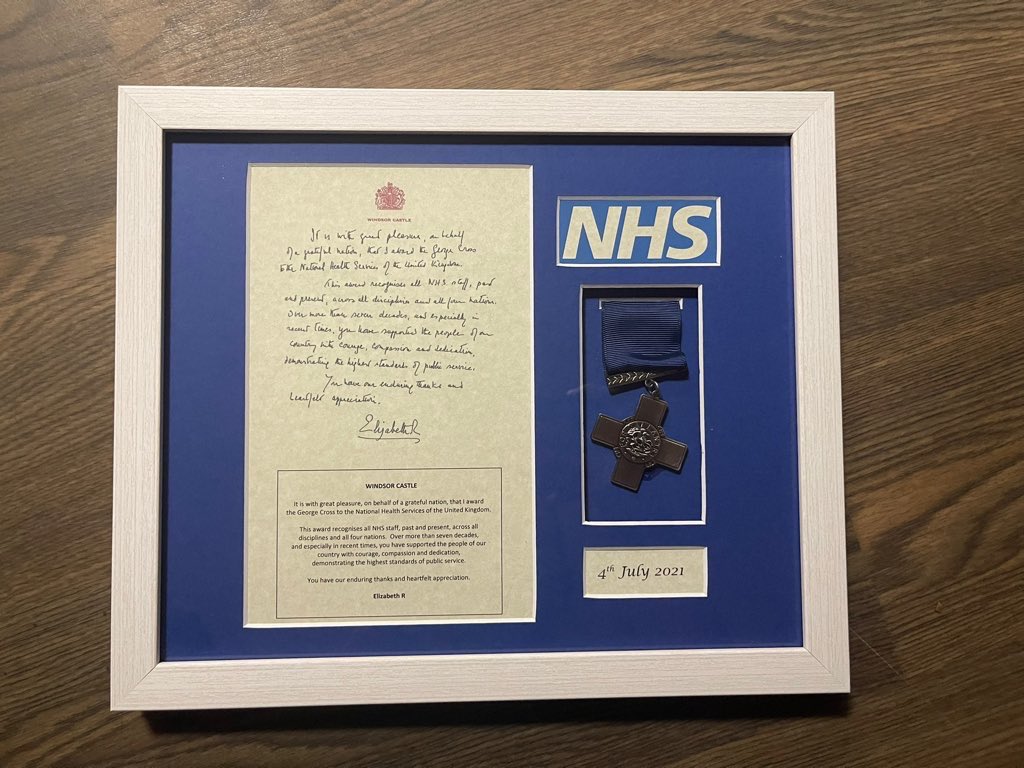 WINDSOR CASTLE
It is with great pleasure, on behalf
of a grateful nation, that I award the George Cross
to the National Health Services of the United Kingdom.
This award recognises all NHS staff, past
and present, across all disciplines and all four nations.
Over more than seven decades, and especially in
recent times, you have supported the people of our
country with courage, compassion and dedication,
demonstrating the highest standards of public service.
You have our enduring thanks and
heartfelt appreciation.
Elizabeth R
WINDSOR CASTLE
It is with great pleasure, on behalf of a grateful nation, that I award
the George Cross to the National Health Services of the United Kingdom.
This award recognises all NHS staff, past and present, across all
disciplines and all four nations. Over more than seven decades,
and especially in recent times, you have supported the people of our
country with courage, compassion and dedication,
demonstrating the highest standards of public service.
You have our enduring thanks and heartfelt appreciation.
Elizabeth R
NHS
4th July 2021